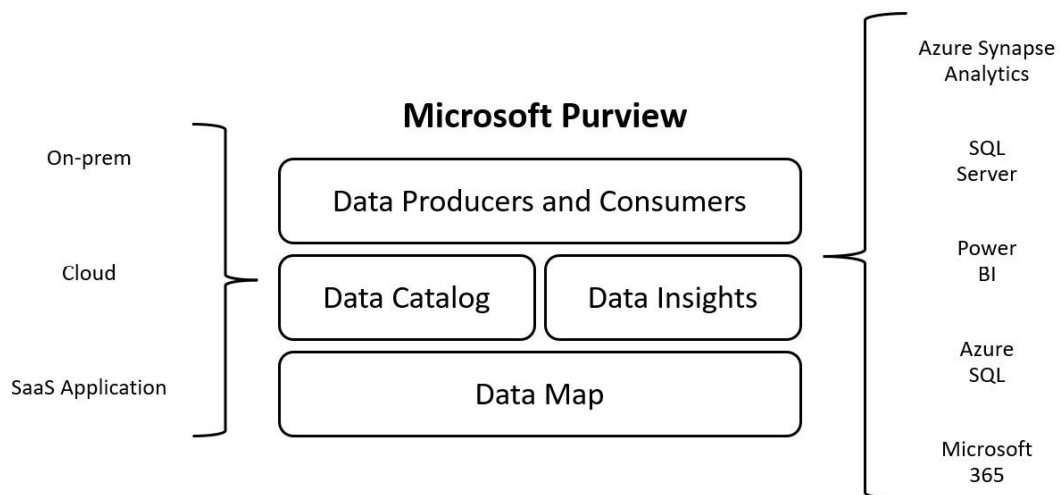 On-prem
Cloud
SaaS Application
Microsoft Purview
Data Producers and Consumers
Data Catalog
Data Insights
Data Map
Azure Synapse
Analytics
SQL
Server
Power
BI
Azure
SQL
Microsoft
365